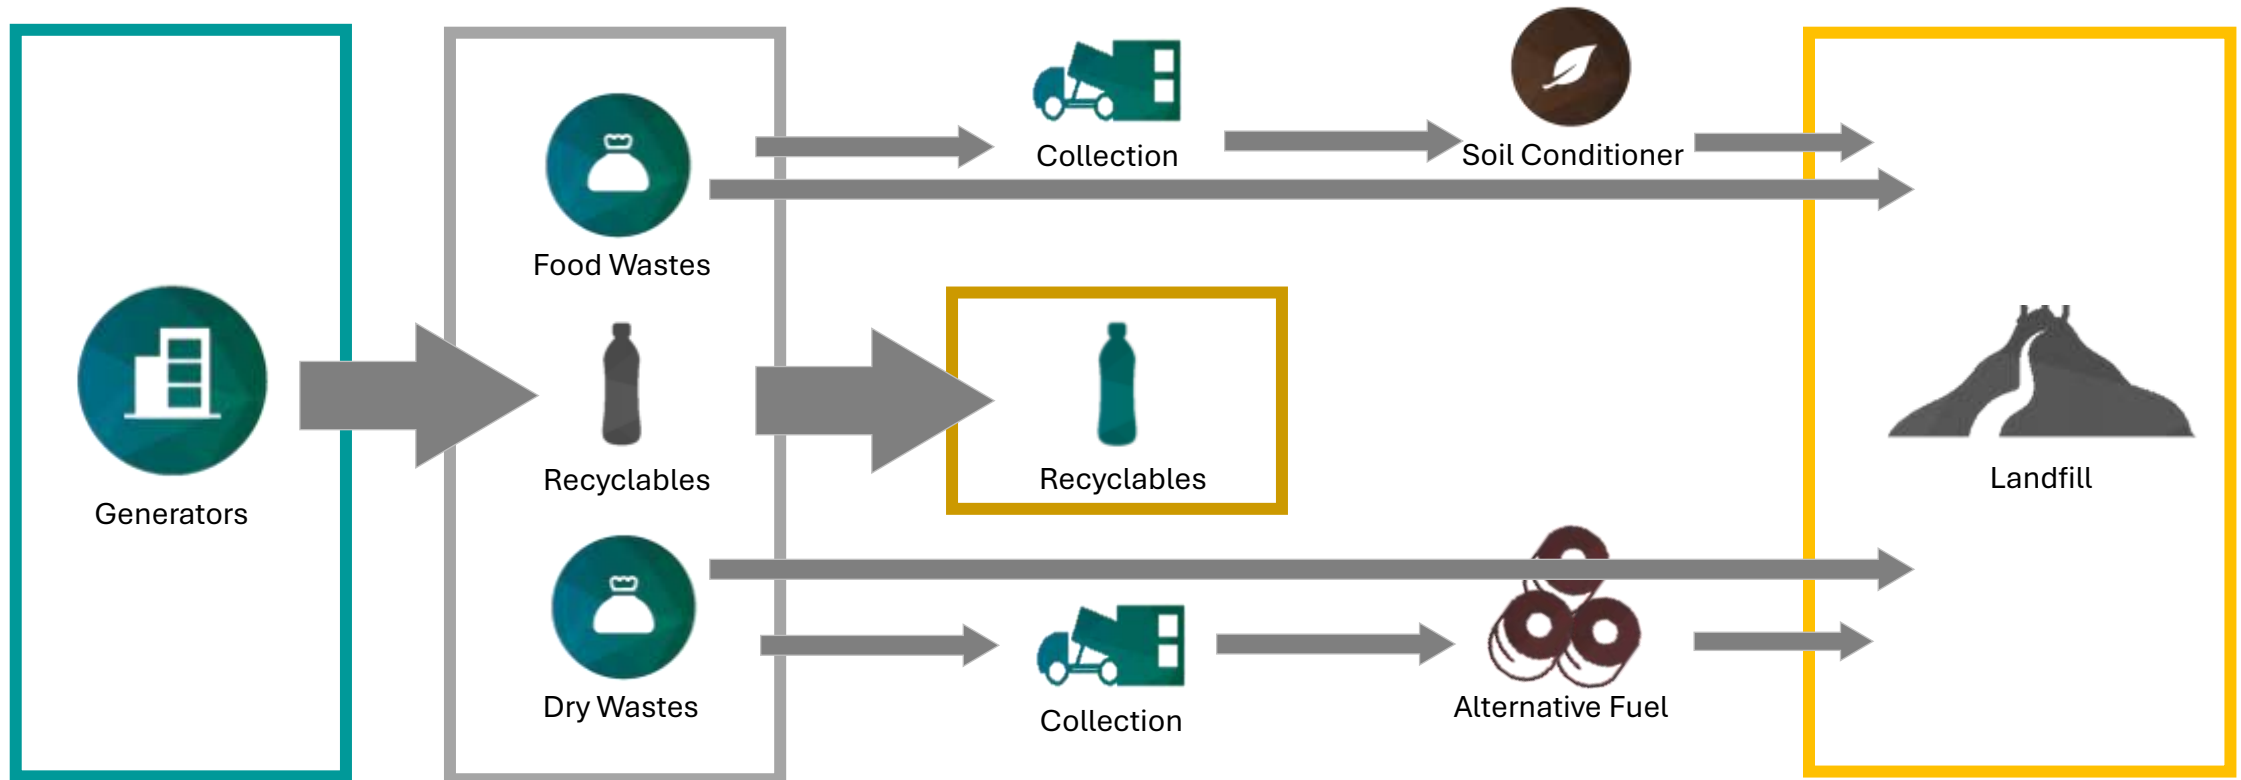 Collection
Soil Conditioner
Food Wastes
Recyclables
Recyclables
Landfill
Generators
Dry Wastes
Collection
Alternative Fuel